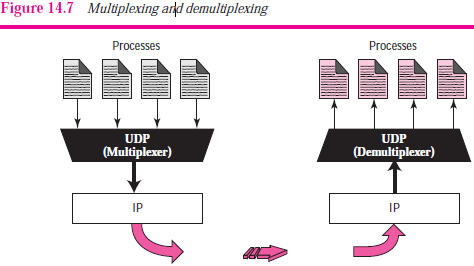 Figure 14.7 Multiplexing and demultiplexing
Processes
Processes
UDP
(Multiplexer)
UDP
(Demultiplexer)
IP
IP